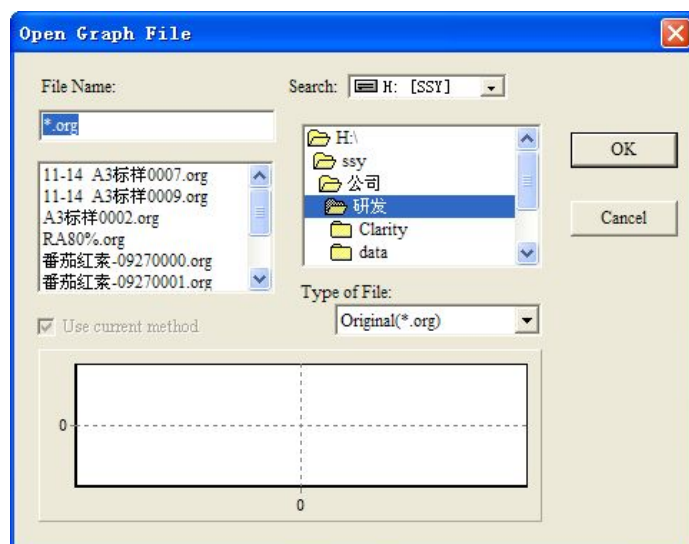 Open Graph File
File Name:
Search:
H: [SSY]
*.org
OK
Cancel
11-14 A3标样0007.org
11-14 A3标样0009.org
A3标样0002.org
RA80%.org
番茄红素-09270000.org
番茄红素-09270001.org
H:\
ssy
公司
研发
Clarity
data
Type of File:
Original(*.org)
Use current method
0
0